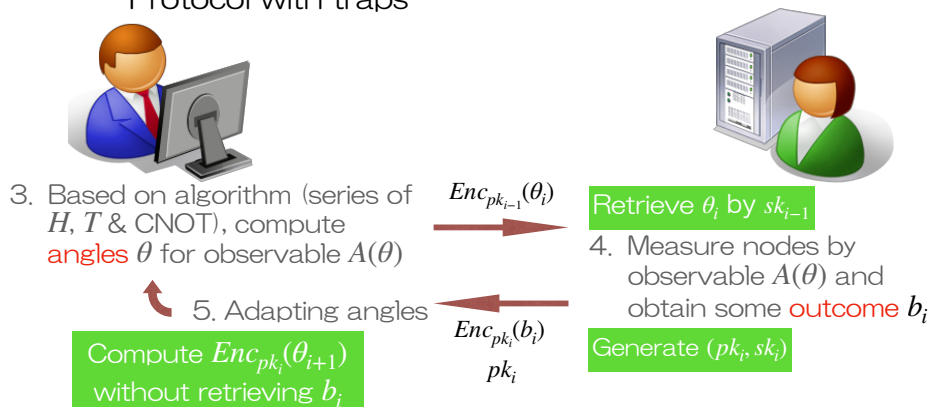 Protocol with traps
3. Based on algorithm (series of
H, T & CNOT), compute
angles θ for observable A(θ)
Enc_{pk_{i−1}}(θ_i)
Retrieve θ_i by sk_{i−1}
4. Measure nodes by
observable A(θ) and
obtain some outcome b_i
5. Adapting angles
Enc_{pk_i}(b_i)
pk_i
Generate (pk_i, sk_i)
Compute Enc_{pk_i}(θ_{i+1})
without retrieving b_i